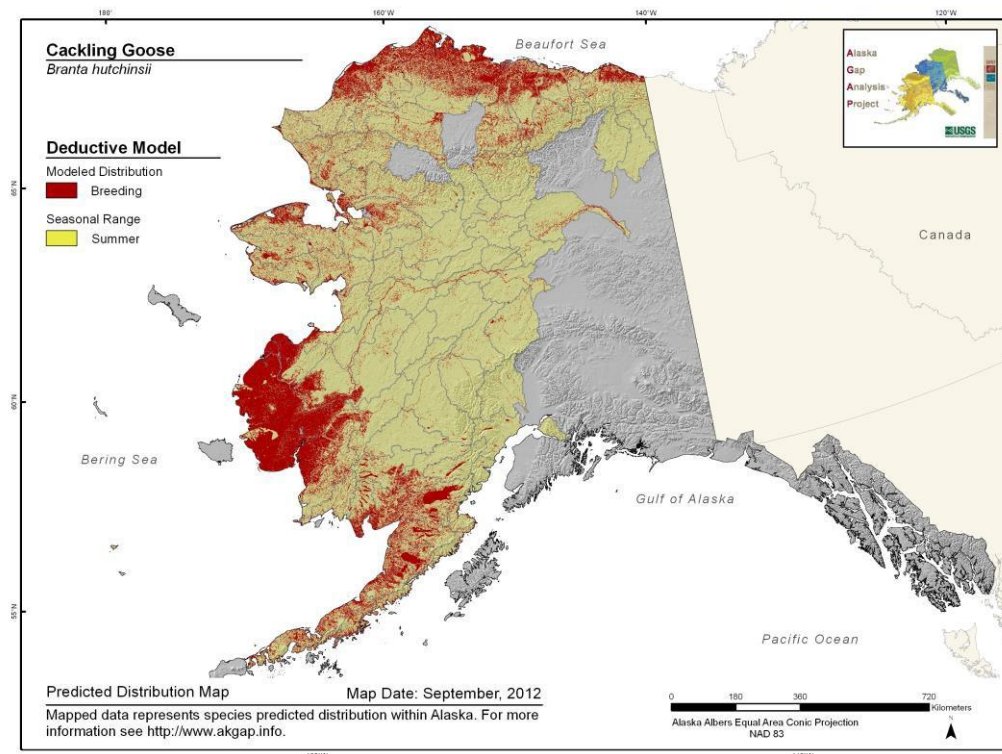 180°
160°W
140°W
120°W
Cackling Goose
Branta hutchinsii
Beaufort Sea
Alaska
Gap
Analysis
Project
USGS
Deductive Model
Modeled Distribution
Breeding
Seasonal Range
Summer
65°N
Canada
60°N
Bering Sea
Gulf of Alaska
55°N
Pacific Ocean
Predicted Distribution Map
Map Date: September, 2012
Mapped data represents species predicted distribution within Alaska. For more
information see http://www.akgap.info.
0 180 360 720
Kilometers
Alaska Albers Equal Area Conic Projection
NAD 83
N